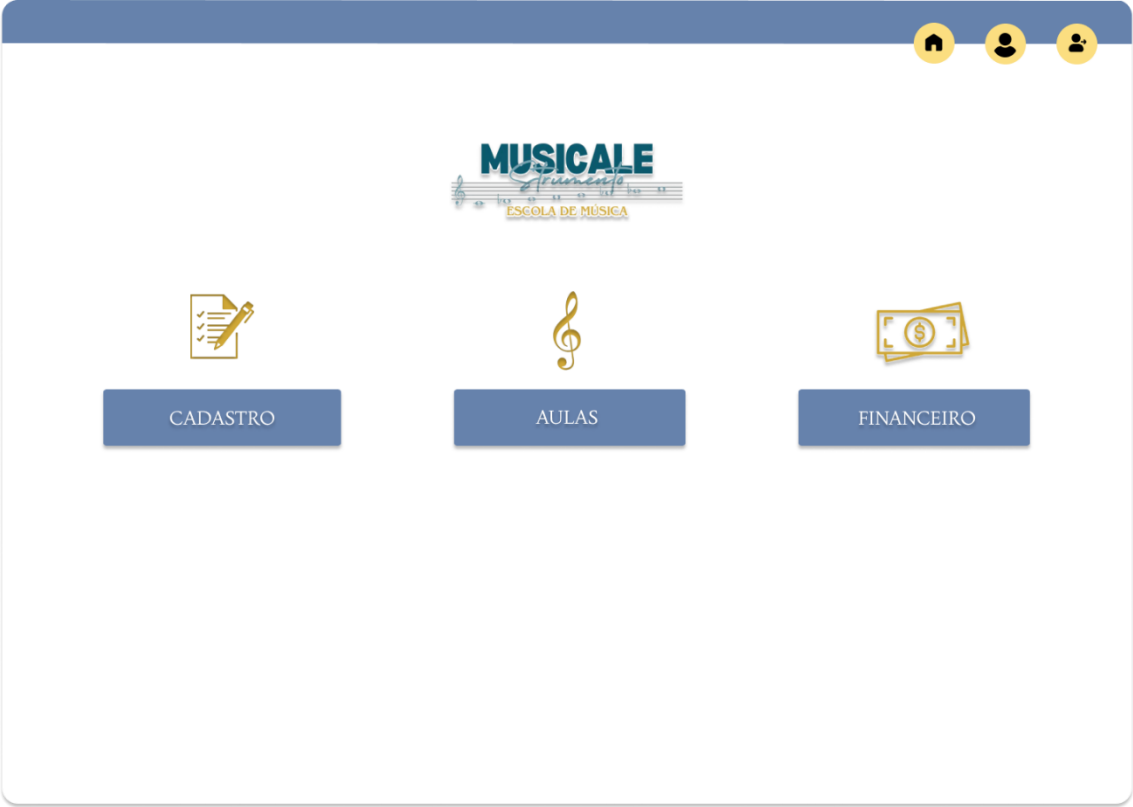 MUSICALE
Strumento
ESCOLA DE MÚSICA
CADASTRO
AULAS
FINANCEIRO